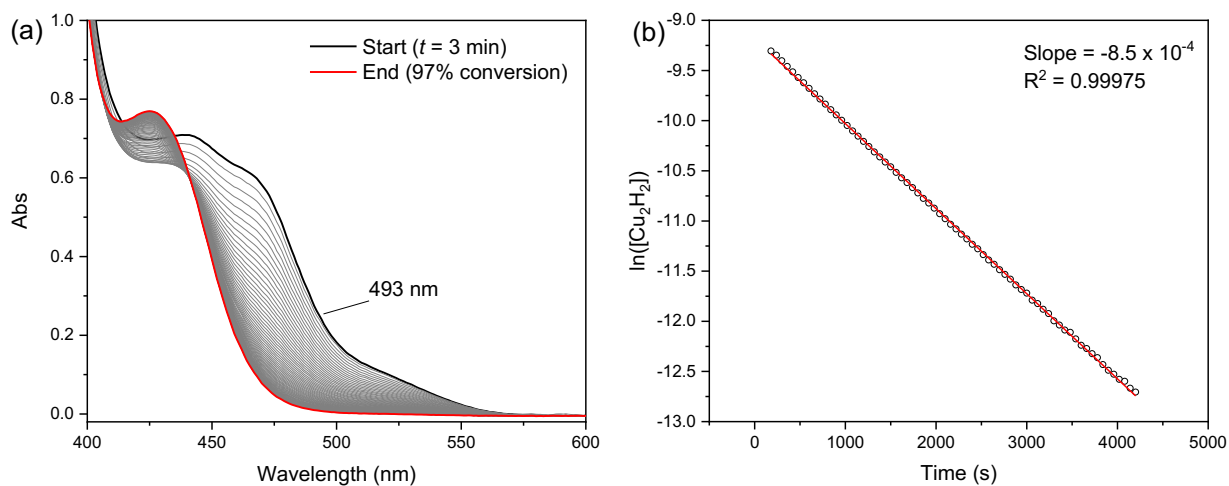 (a)
Start (t = 3 min)
End (97% conversion)
493 nm
1.0
0.8
0.6
0.4
0.2
0.0
Abs
400
450
500
550
600
Wavelength (nm)
(b)
Slope = -8.5 x 10⁻⁴
R² = 0.99975
-9.0
-9.5
-10.0
-10.5
-11.0
-11.5
-12.0
-12.5
-13.0
ln([Cu₂H₂])
0
1000
2000
3000
4000
5000
Time (s)